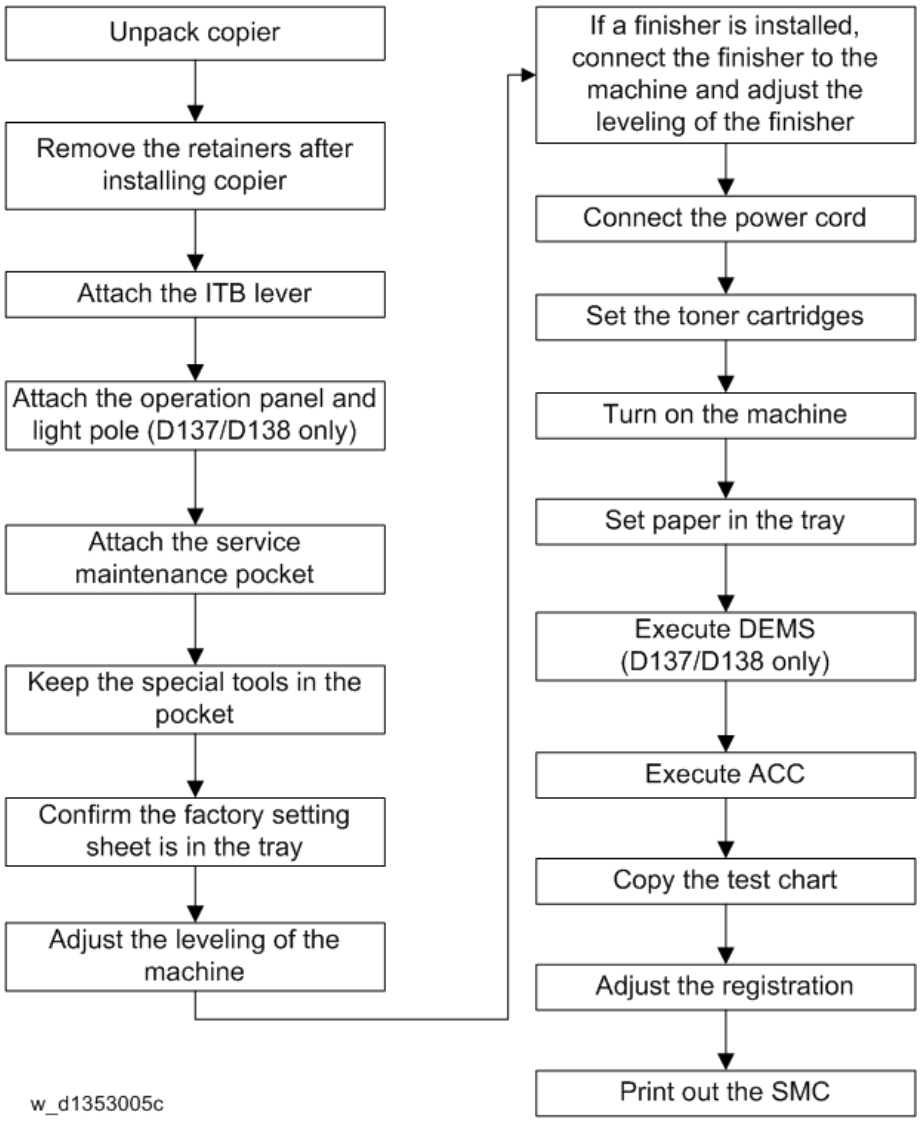 Unpack copier
Remove the retainers after
installing copier
Attach the ITB lever
Attach the operation panel and
light pole (D137/D138 only)
Attach the service
maintenance pocket
Keep the special tools in the
pocket
Confirm the factory setting
sheet is in the tray
Adjust the leveling of the
machine
If a finisher is installed,
connect the finisher to the
machine and adjust the
leveling of the finisher
Connect the power cord
Set the toner cartridges
Turn on the machine
Set paper in the tray
Execute DEMS
(D137/D138 only)
Execute ACC
Copy the test chart
Adjust the registration
Print out the SMC
w_d1353005c